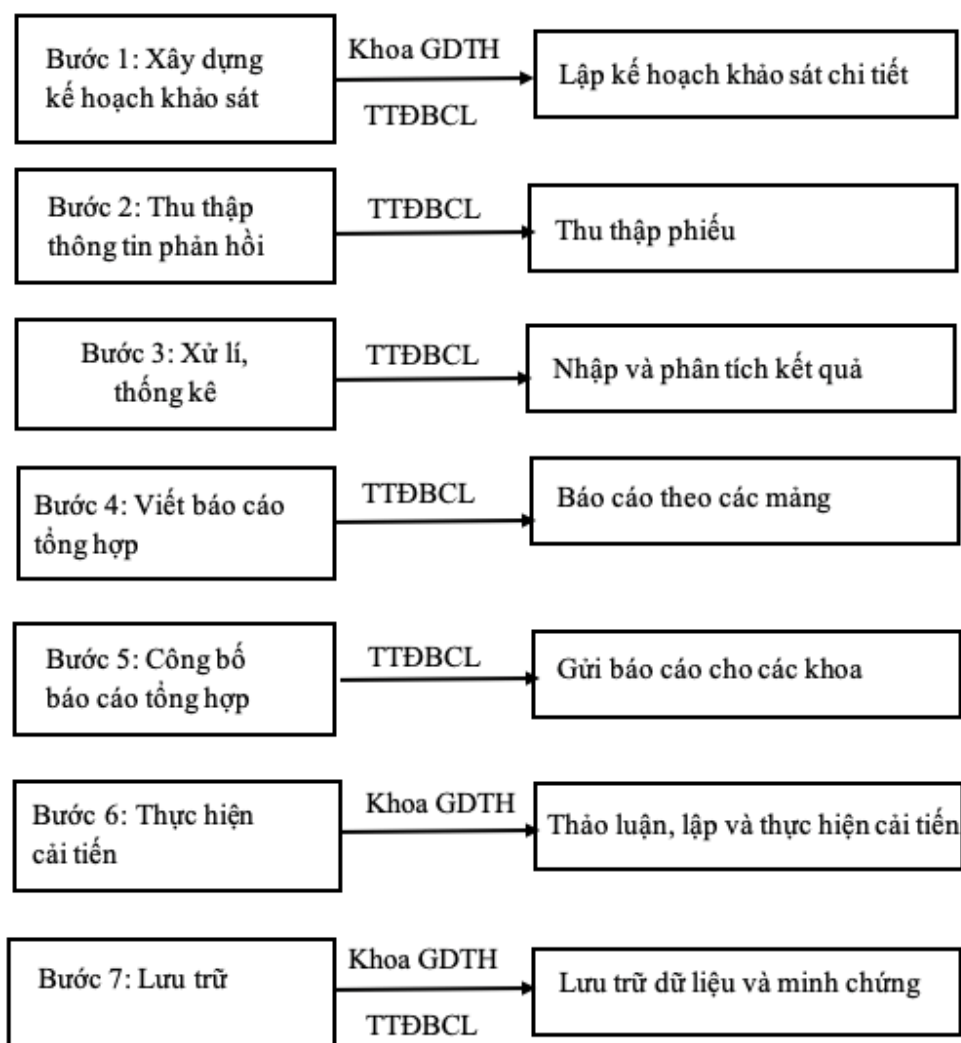 Bước 1: Xây dựng
kế hoạch khảo sát
Khoa GDTH
TTĐBCL
Lập kế hoạch khảo sát chi tiết
Bước 2: Thu thập
thông tin phản hồi
TTĐBCL
Thu thập phiếu
Bước 3: Xử lí,
thống kê
TTĐBCL
Nhập và phân tích kết quả
Bước 4: Viết báo cáo
tổng hợp
TTĐBCL
Báo cáo theo các mảng
Bước 5: Công bố
báo cáo tổng hợp
TTĐBCL
Gửi báo cáo cho các khoa
Bước 6: Thực hiện
cải tiến
Khoa GDTH
Thảo luận, lập và thực hiện cải tiến
Bước 7: Lưu trữ
Khoa GDTH
TTĐBCL
Lưu trữ dữ liệu và minh chứng